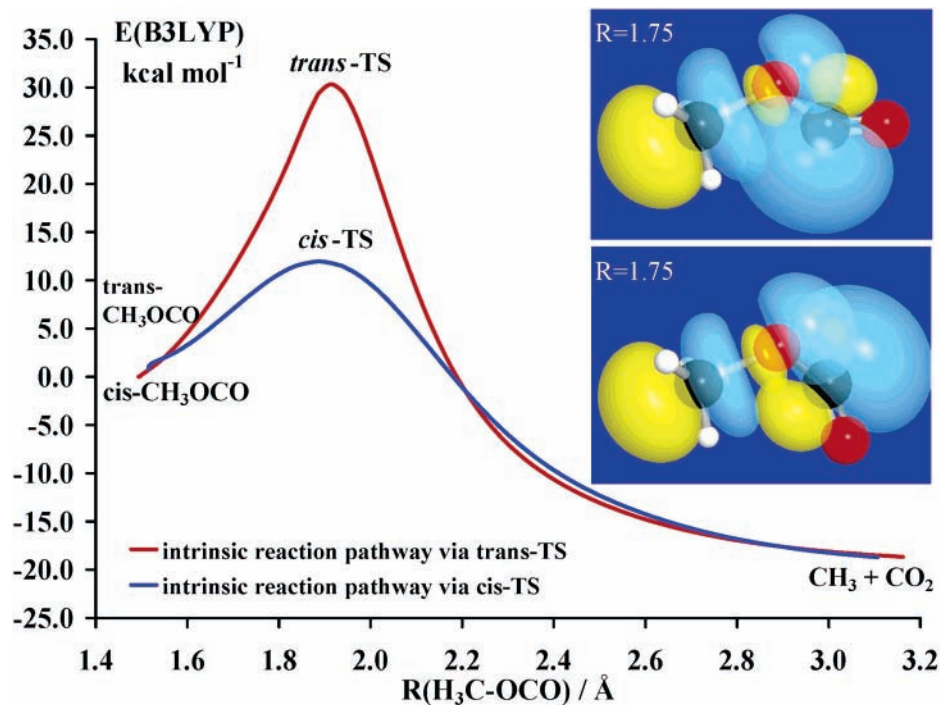 E(B3LYP)
kcal mol⁻¹
35.0
30.0
25.0
20.0
15.0
10.0
5.0
0.0
-5.0
-10.0
-15.0
-20.0
-25.0
trans-TS
cis-TS
trans-
CH₃OCO
cis-CH₃OCO
R=1.75
R=1.75
intrinsic reaction pathway via trans-TS
intrinsic reaction pathway via cis-TS
CH₃ + CO₂
1.4 1.6 1.8 2.0 2.2 2.4 2.6 2.8 3.0 3.2
R(H₃C-OCO) / Å